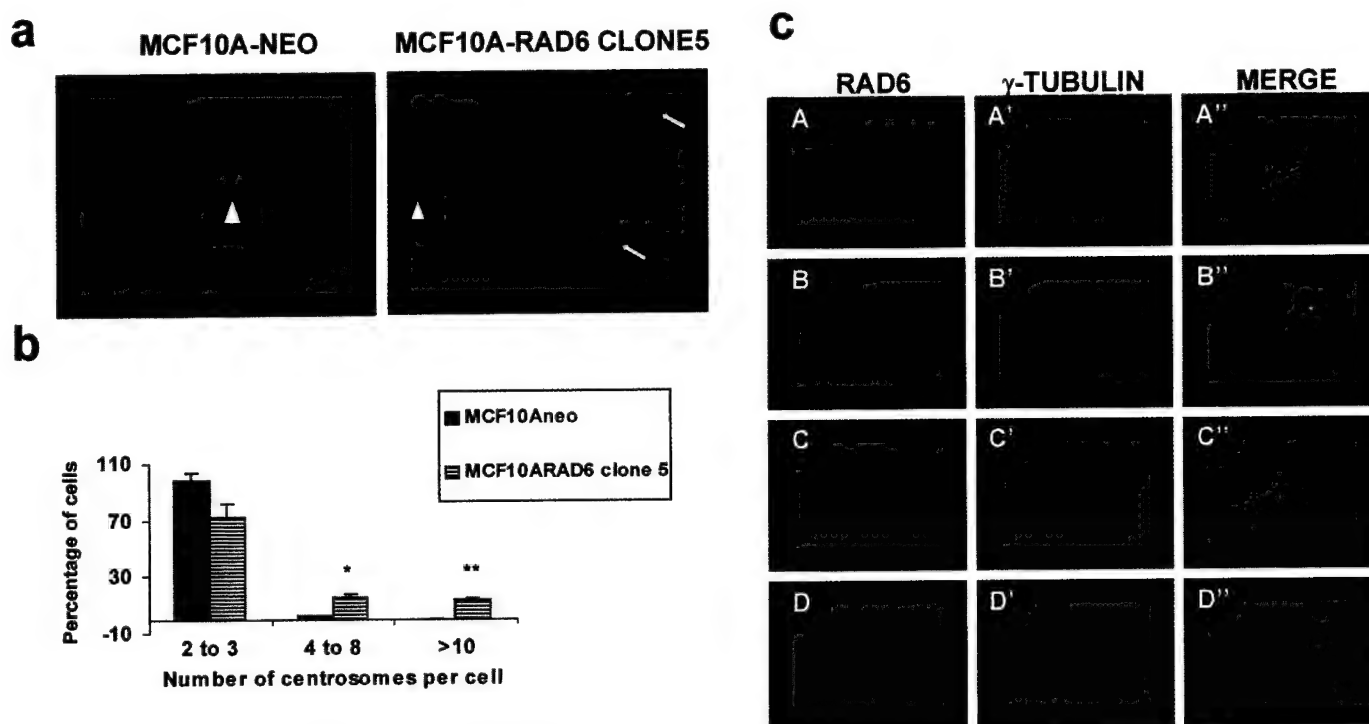 a
MCF10A-NEO MCF10A-RAD6 CLONE5
b
MCF10Aneo
MCF10ARAD6 clone 5
Percentage of cells
110
70
30
-10
* **
2 to 3 4 to 8 >10
Number of centrosomes per cell
c
RAD6 γ-TUBULIN MERGE
A A' A"
B B' B"
C C' C"
D D' D"